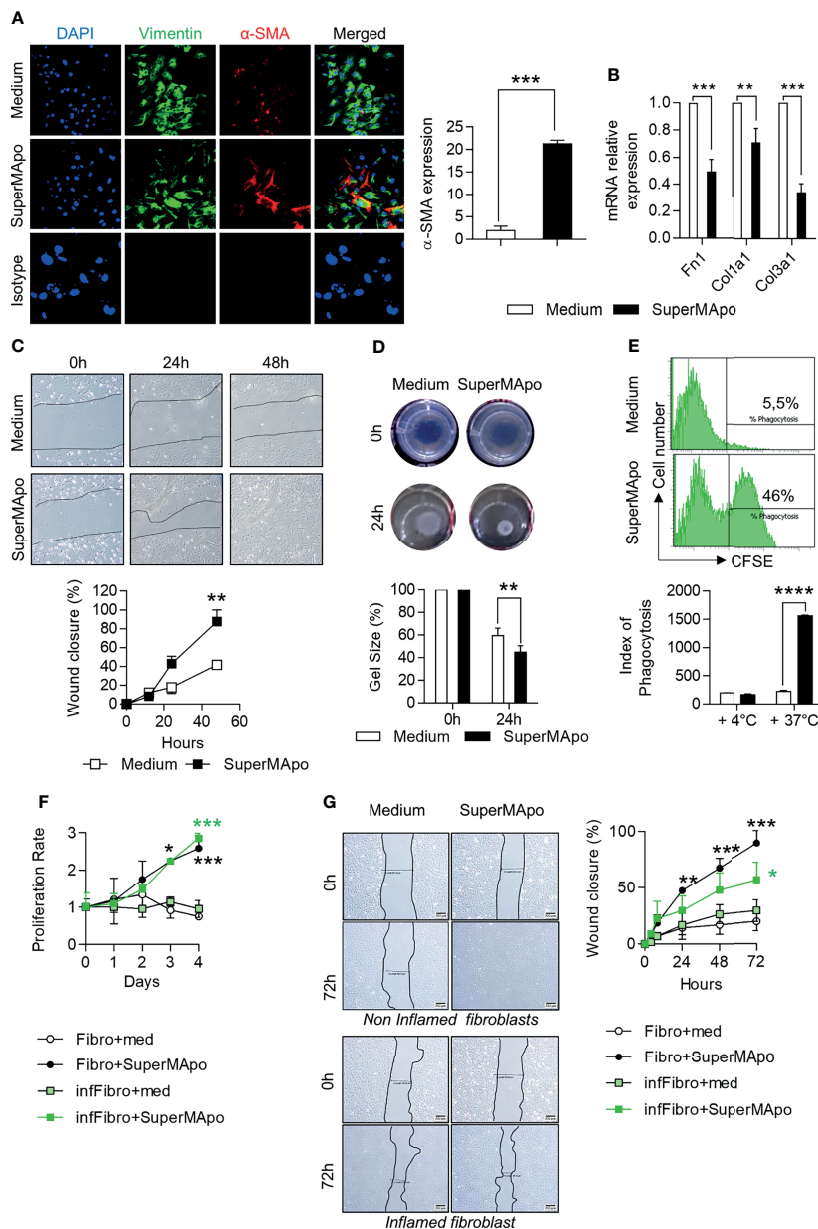 A
DAPI Vimentin α-SMA Merged
Medium
SuperMApo
Isotype
α-SMA expression
25
20
15
10
5
0
***
B
mRNA relative expression
1.0
0.8
0.6
0.4
0.2
0.0
*** ** ***
Fn1 Col1a1 Col3a1
Medium SuperMApo
C
0h 24h 48h
Medium
SuperMApo
Wound closure (%)
120
100
80
60
40
20
0
**
0 20 40 60
Hours
Medium SuperMApo
D
Medium SuperMApo
0h
24h
Gel Size (%)
100
80
60
40
20
0
**
0h 24h
Medium SuperMApo
E
Medium
5,5%
% Phagocytosis
SuperMApo
46%
% Phagocytosis
Cell number
CFSE
Index of Phagocytosis
2000
1500
1000
500
0
****
+ 4°C + 37°C
F
Proliferation Rate
3
2
1
0
***
*
***
0 1 2 3 4
Days
Fibro+med
Fibro+SuperMApo
infFibro+med
infFibro+SuperMApo
G
Medium SuperMApo
0h
72h
Non Inflamed fibroblasts
0h
72h
Inflamed fibroblast
Wound closure (%)
100
50
0
***
***
**
*
0 24 48 72
Hours
Fibro+med
Fibro+SuperMApo
infFibro+med
infFibro+SuperMApo